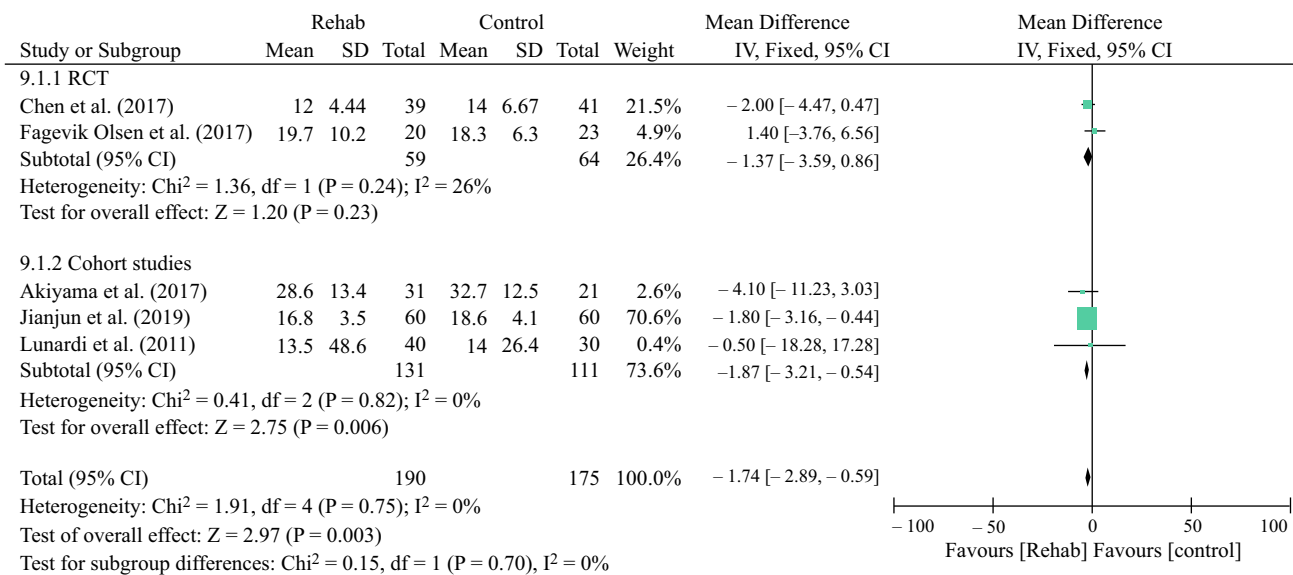 Rehab Control Mean Difference Mean Difference
Study or Subgroup Mean SD Total Mean SD Total Weight IV, Fixed, 95% CI IV, Fixed, 95% CI
9.1.1 RCT
Chen et al. (2017) 12 4.44 39 14 6.67 41 21.5% – 2.00 [– 4.47, 0.47]
Fagevik Olsen et al. (2017) 19.7 10.2 20 18.3 6.3 23 4.9% 1.40 [–3.76, 6.56]
Subtotal (95% CI) 59 64 26.4% – 1.37 [– 3.59, 0.86]
Heterogeneity: Chi² = 1.36, df = 1 (P = 0.24); I² = 26%
Test for overall effect: Z = 1.20 (P = 0.23)
9.1.2 Cohort studies
Akiyama et al. (2017) 28.6 13.4 31 32.7 12.5 21 2.6% – 4.10 [– 11.23, 3.03]
Jianjun et al. (2019) 16.8 3.5 60 18.6 4.1 60 70.6% – 1.80 [– 3.16, – 0.44]
Lunardi et al. (2011) 13.5 48.6 40 14 26.4 30 0.4% – 0.50 [– 18.28, 17.28]
Subtotal (95% CI) 131 111 73.6% –1.87 [– 3.21, – 0.54]
Heterogeneity: Chi² = 0.41, df = 2 (P = 0.82); I² = 0%
Test for overall effect: Z = 2.75 (P = 0.006)
Total (95% CI) 190 175 100.0% – 1.74 [– 2.89, – 0.59]
Heterogeneity: Chi² = 1.91, df = 4 (P = 0.75); I² = 0%
Test of overall effect: Z = 2.97 (P = 0.003)
Test for subgroup differences: Chi² = 0.15, df = 1 (P = 0.70), I² = 0%
– 100 – 50 0 50 100
Favours [Rehab] Favours [control]